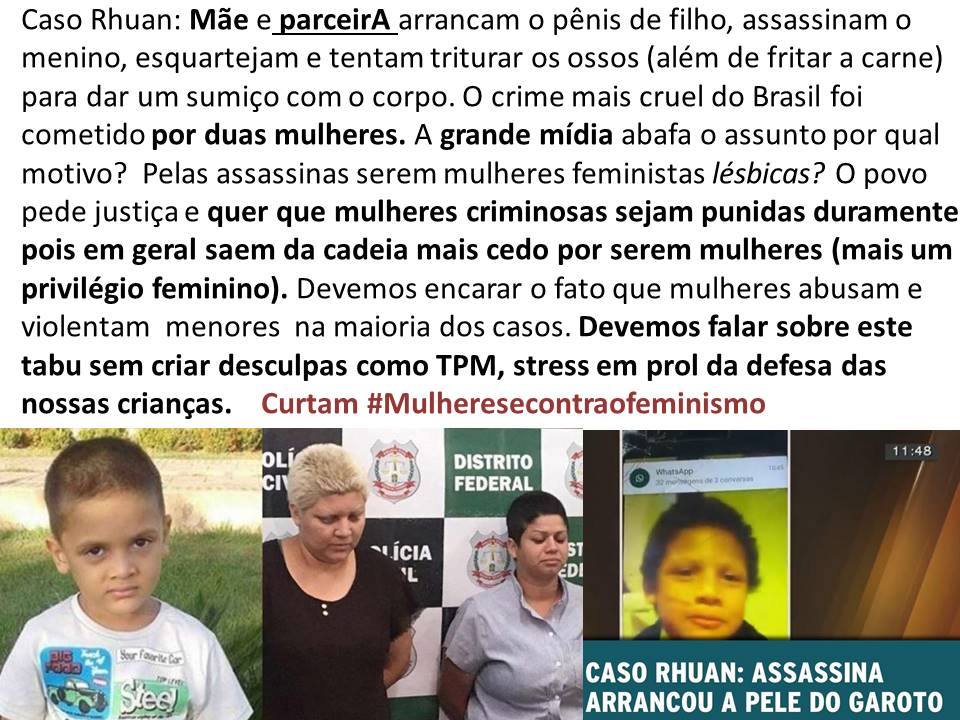 Caso Rhuan: Mãe e parceirA arrancam o pênis de filho, assassinam o
menino, esquartejam e tentam triturar os ossos (além de fritar a carne)
para dar um sumiço com o corpo. O crime mais cruel do Brasil foi
cometido por duas mulheres. A grande mídia abafa o assunto por qual
motivo? Pelas assassinas serem mulheres feministas lésbicas? O povo
pede justiça e quer que mulheres criminosas sejam punidas duramente
pois em geral saem da cadeia mais cedo por serem mulheres (mais um
privilégio feminino). Devemos encarar o fato que mulheres abusam e
violentam menores na maioria dos casos. Devemos falar sobre este
tabu sem criar desculpas como TPM, stress em prol da defesa das
nossas crianças. Curtam #Mulheresecontraofeminismo
BIG
Your Favorite Car
Steel
OLÍ
CIV
DISTRITO
FEDERAL
OLÍCIA
IL
WhatsApp
32 mensagens de 3 conversas
11:48
CASO RHUAN: ASSASSINA
ARRANCOU A PELE DO GAROTO